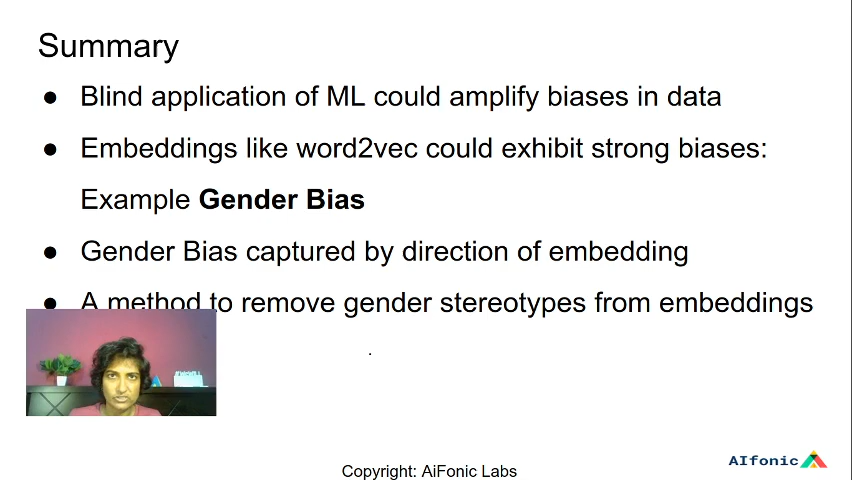 Summary
● Blind application of ML could amplify biases in data
● Embeddings like word2vec could exhibit strong biases:
Example Gender Bias
● Gender Bias captured by direction of embedding
● A method to remove gender stereotypes from embeddings
AIfonic
Copyright: AiFonic Labs